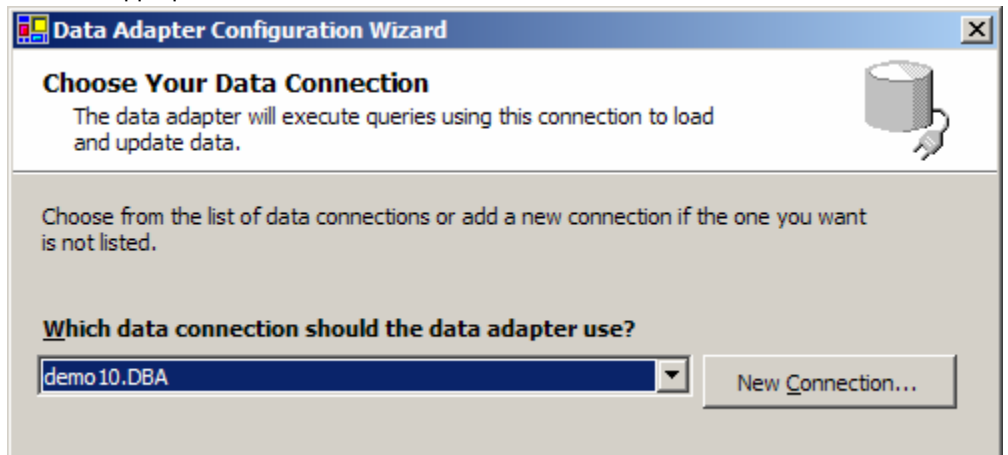 Data Adapter Configuration Wizard
Choose Your Data Connection
The data adapter will execute queries using this connection to load
and update data.
Choose from the list of data connections or add a new connection if the one you want
is not listed.
Which data connection should the data adapter use?
demo10.DBA
New Connection...